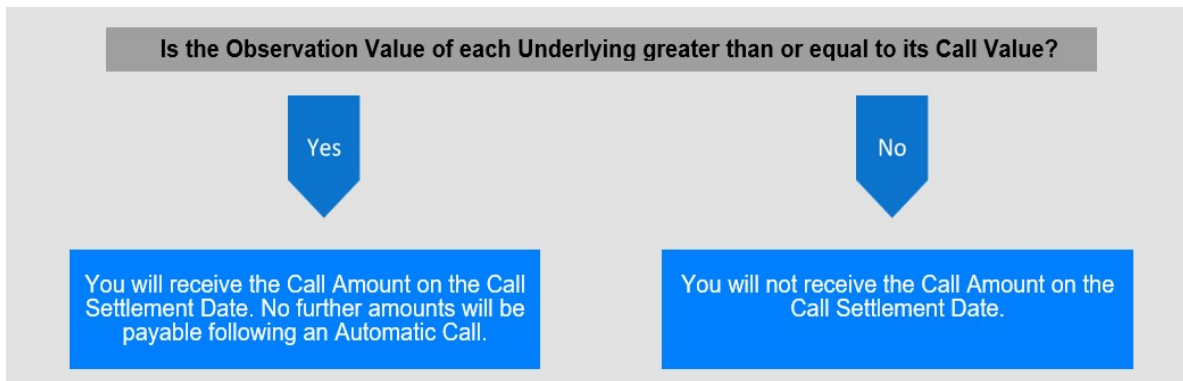 Is the Observation Value of each Underlying greater than or equal to its Call Value?
Yes
No
You will receive the Call Amount on the Call
Settlement Date. No further amounts will be
payable following an Automatic Call.
You will not receive the Call Amount on the
Call Settlement Date.